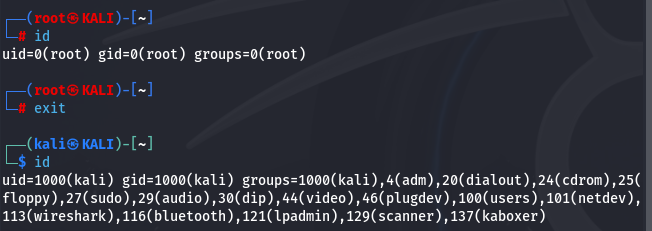 ┌──(root㉿KALI)-[~]
└─# id
uid=0(root) gid=0(root) groups=0(root)
┌──(root㉿KALI)-[~]
└─# exit
┌──(kali㉿KALI)-[~]
└─$ id
uid=1000(kali) gid=1000(kali) groups=1000(kali),4(adm),20(dialout),24(cdrom),25(
floppy),27(sudo),29(audio),30(dip),44(video),46(plugdev),100(users),101(netdev),
113(wireshark),116(bluetooth),121(lpadmin),129(scanner),137(kaboxer)